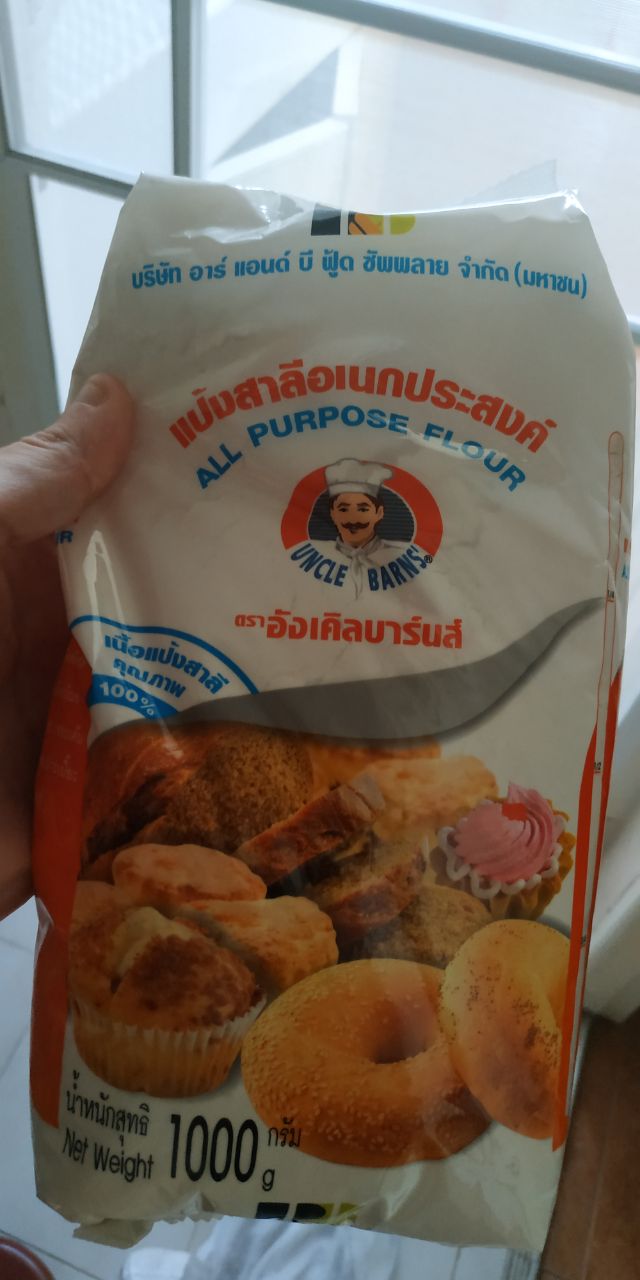 บริษัท อาร์ แอนด์ บี ฟู้ด ซัพพลาย จำกัด (มหาชน)
แป้งสาลีอเนกประสงค์
ALL PURPOSE FLOUR
UNCLE BARNS'®
ตราอังเคิลบาร์นส์
เนื้อแป้งสาลี
คุณภาพ
100%
น้ำหนักสุทธิ 1000 กรัม
Net Weight g